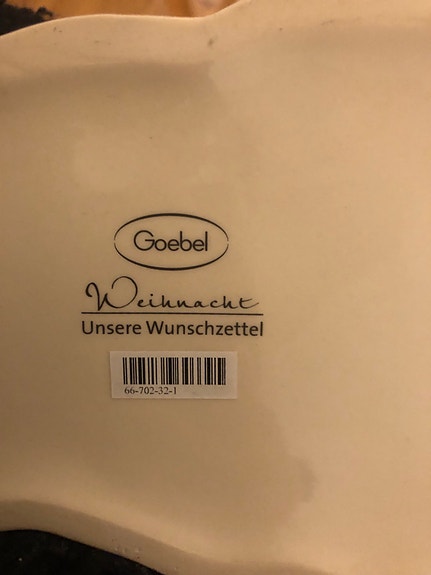 Goebel
Weihnacht
Unsere Wunschzettel
66-702-32-1